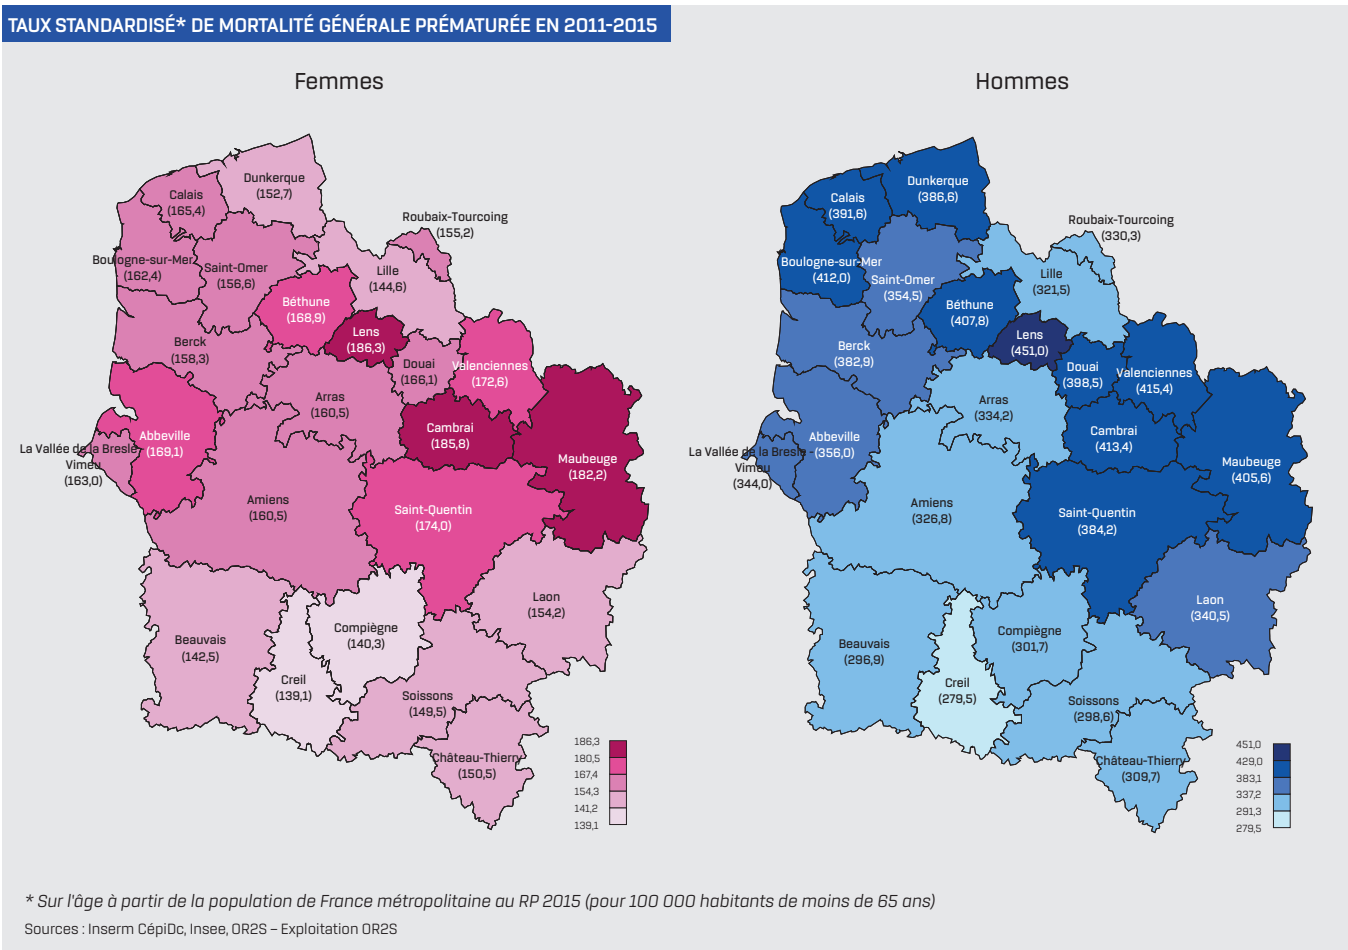 TAUX STANDARDISÉ* DE MORTALITÉ GÉNÉRALE PRÉMATURÉE EN 2011-2015
Femmes
Dunkerque
(152,7)
Calais
(165,4)
Roubaix-Tourcoing
(155,2)
Boulogne-sur-Mer
(162,4)
Saint-Omer
(156,6)
Lille
(144,6)
Béthune
(168,9)
Lens
(186,3)
Berck
(158,3)
Douai
(166,1)
Valenciennes
(172,6)
Arras
(160,5)
Cambrai
(185,8)
Abbeville
(169,1)
La Vallée de la Bresle-
Vimeu
(163,0)
Maubeuge
(182,2)
Amiens
(160,5)
Saint-Quentin
(174,0)
Laon
(154,2)
Beauvais
(142,5)
Compiègne
(140,3)
Creil
(139,1)
Soissons
(149,5)
Château-Thierry
(150,5)
186,3
180,5
167,4
154,3
141,2
139,1
Hommes
Dunkerque
(386,6)
Calais
(391,6)
Roubaix-Tourcoing
(330,3)
Boulogne-sur-Mer
(412,0)
Saint-Omer
(354,5)
Lille
(321,5)
Béthune
(407,8)
Lens
(451,0)
Berck
(382,9)
Douai
(398,5)
Valenciennes
(415,4)
Arras
(334,2)
Cambrai
(413,4)
Abbeville
(356,0)
La Vallée de la Bresle -
Vimeu
(344,0)
Maubeuge
(405,6)
Amiens
(326,8)
Saint-Quentin
(384,2)
Laon
(340,5)
Beauvais
(296,9)
Compiègne
(301,7)
Creil
(279,5)
Soissons
(298,6)
Château-Thierry
(309,7)
451,0
429,0
383,1
337,2
291,3
279,5
* Sur l'âge à partir de la population de France métropolitaine au RP 2015 (pour 100 000 habitants de moins de 65 ans)
Sources : Inserm CépiDc, Insee, OR2S – Exploitation OR2S